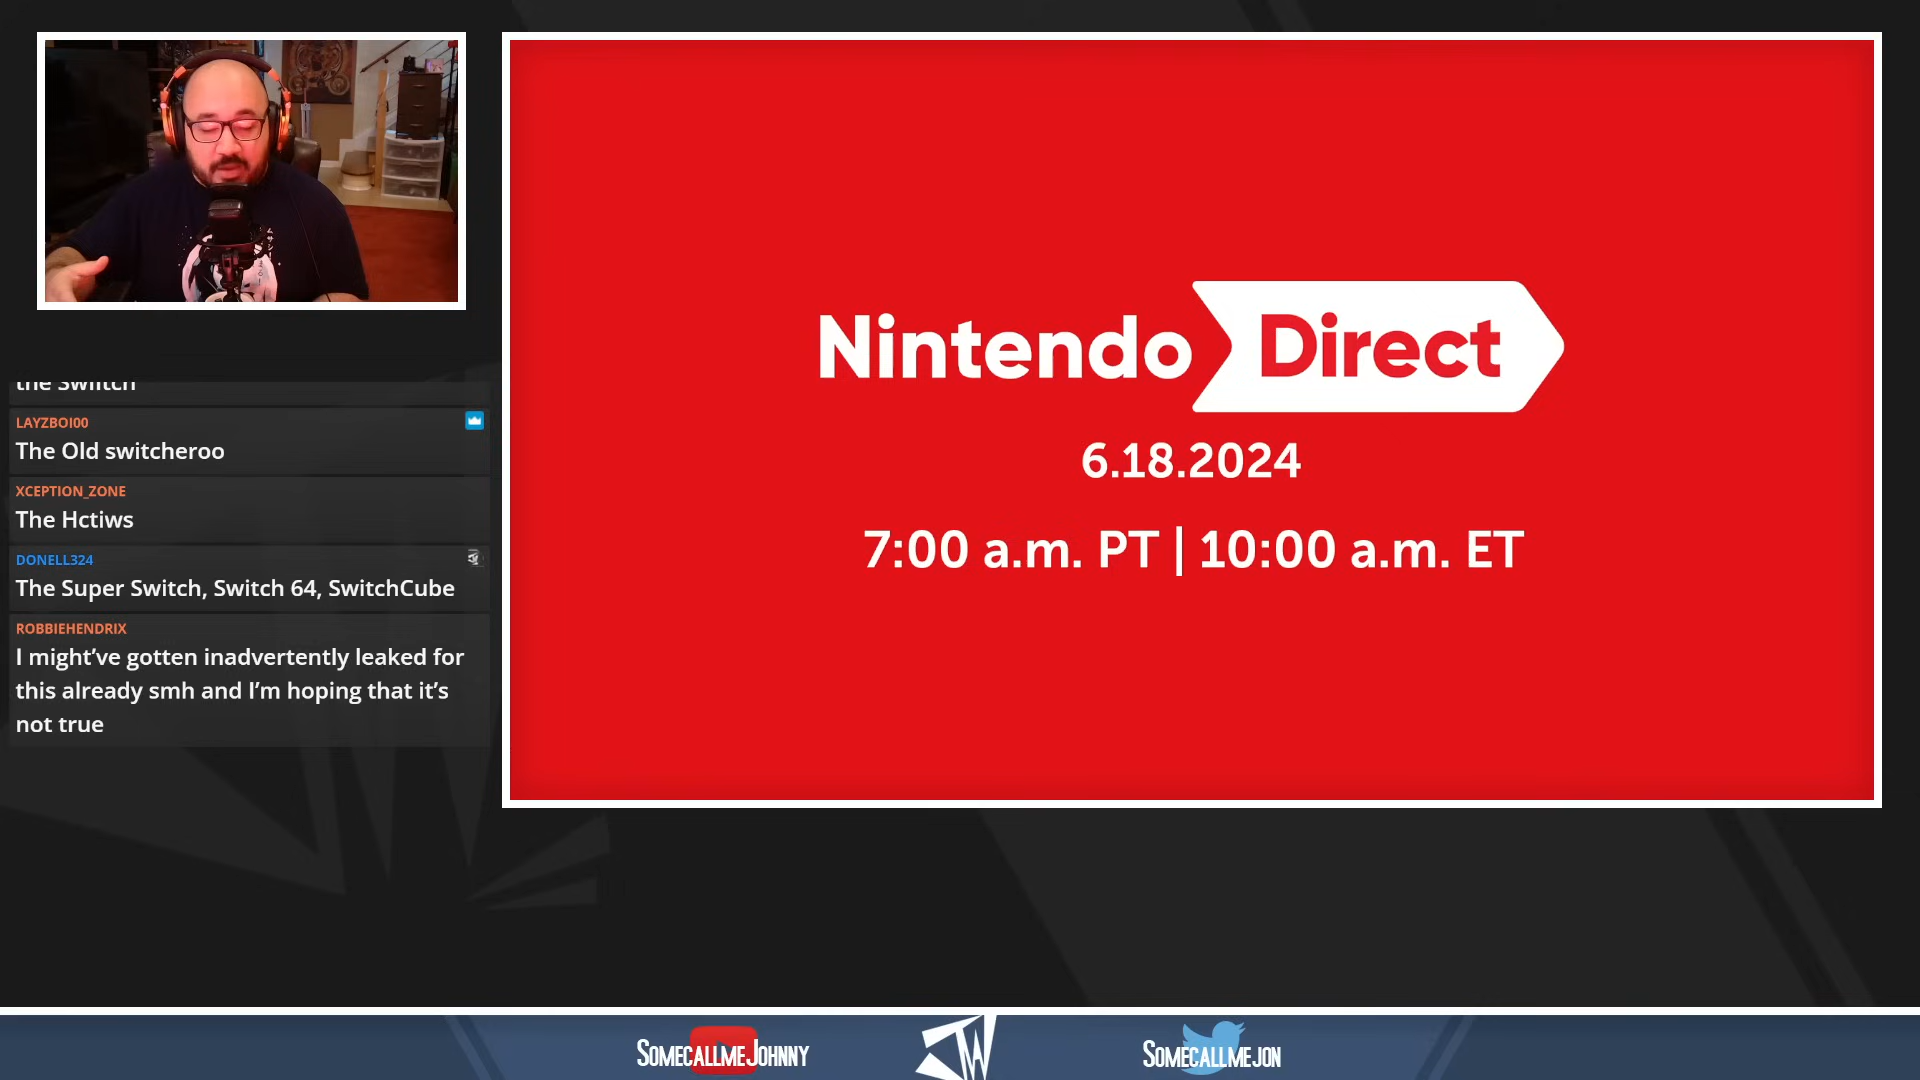 the Swiitch
LAYZBOI00
The Old switcheroo
XCEPTION_ZONE
The Hctiws
DONELL324
The Super Switch, Switch 64, SwitchCube
ROBBIEHENDRIX
I might’ve gotten inadvertently leaked for
this already smh and I’m hoping that it’s
not true
Nintendo Direct
6.18.2024
7:00 a.m. PT | 10:00 a.m. ET
SomecallmeJohnny
Somecallmejon